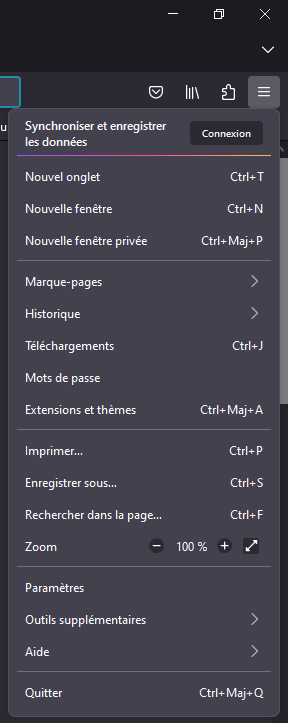 u
Synchroniser et enregistrer
les données
Connexion
Nouvel onglet Ctrl+T
Nouvelle fenêtre Ctrl+N
Nouvelle fenêtre privée Ctrl+Maj+P
Marque-pages
Historique
Téléchargements Ctrl+J
Mots de passe
Extensions et thèmes Ctrl+Maj+A
Imprimer... Ctrl+P
Enregistrer sous... Ctrl+S
Rechercher dans la page... Ctrl+F
Zoom 100 %
Paramètres
Outils supplémentaires
Aide
Quitter Ctrl+Maj+Q